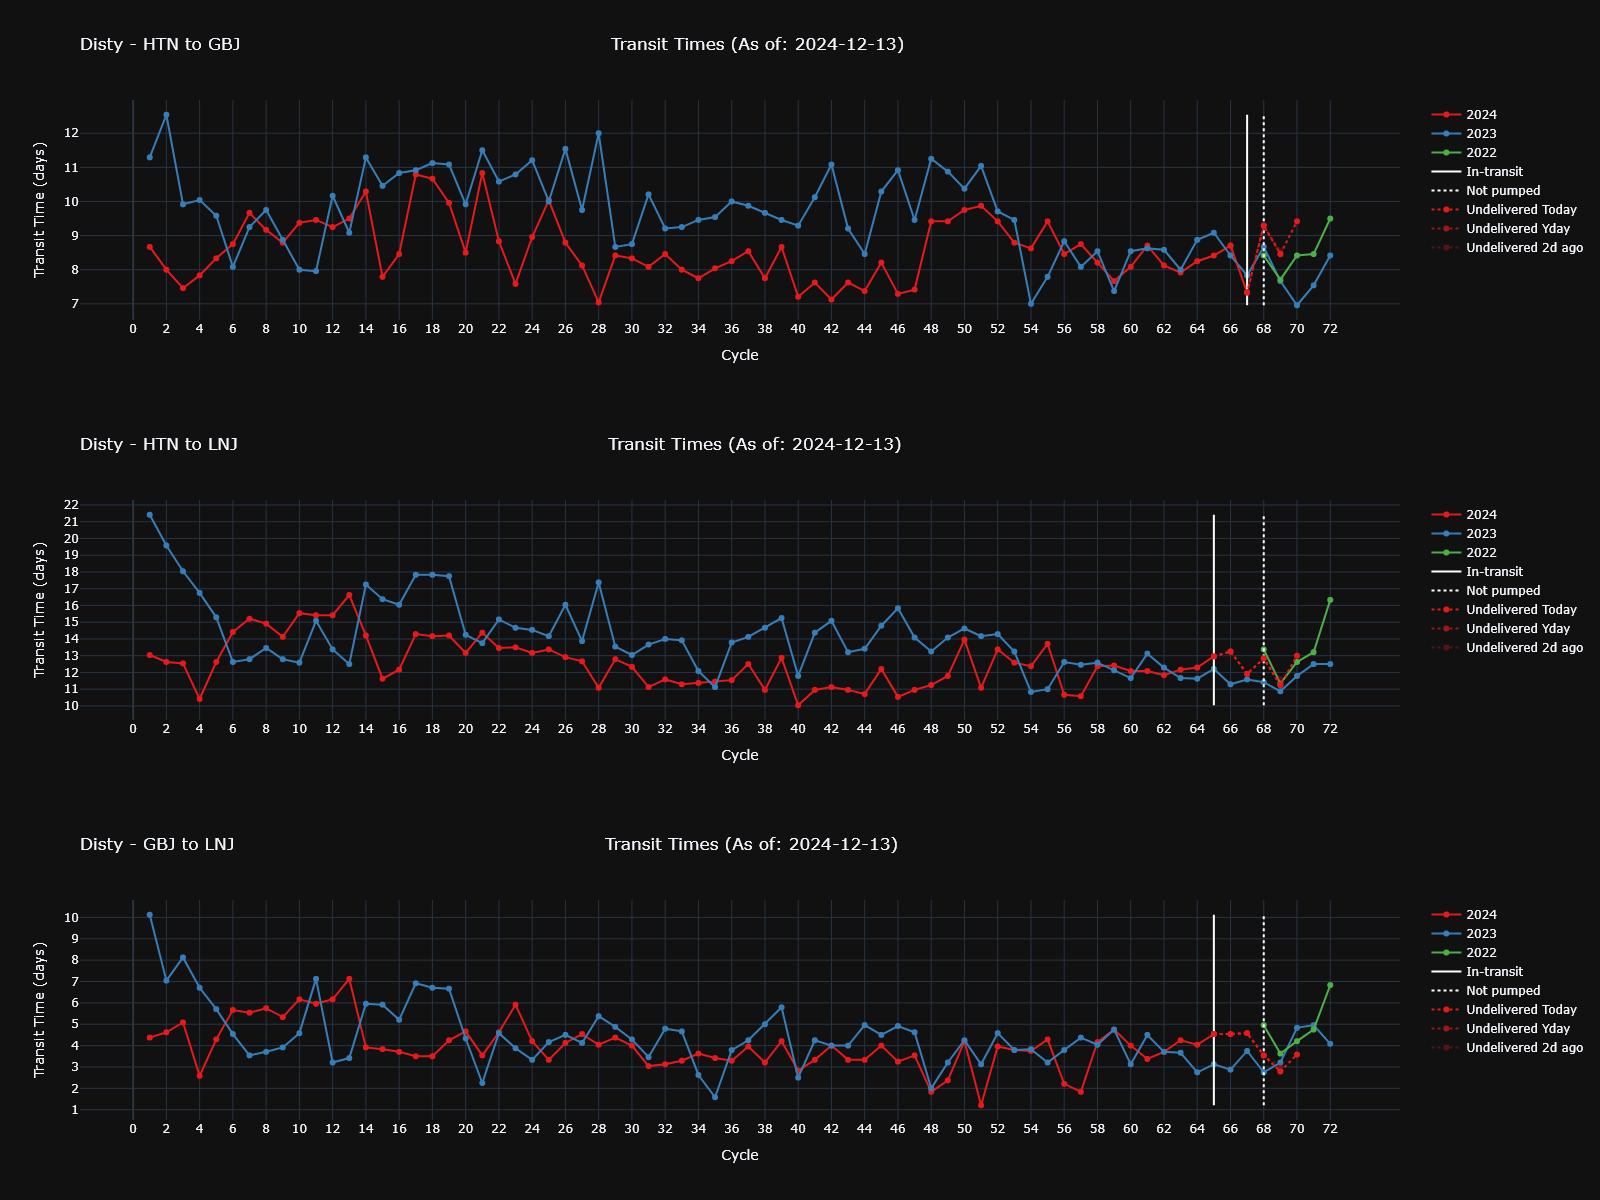 Disty - HTN to GBJ
Transit Times (As of: 2024-12-13)
Transit Time (days)
12
11
10
9
8
7
0 2 4 6 8 10 12 14 16 18 20 22 24 26 28 30 32 34 36 38 40 42 44 46 48 50 52 54 56 58 60 62 64 66 68 70 72
Cycle
2024
2023
2022
In-transit
Not pumped
Undelivered Today
Undelivered Yday
Undelivered 2d ago
Disty - HTN to LNJ
Transit Times (As of: 2024-12-13)
Transit Time (days)
22
21
20
19
18
17
16
15
14
13
12
11
10
0 2 4 6 8 10 12 14 16 18 20 22 24 26 28 30 32 34 36 38 40 42 44 46 48 50 52 54 56 58 60 62 64 66 68 70 72
Cycle
2024
2023
2022
In-transit
Not pumped
Undelivered Today
Undelivered Yday
Undelivered 2d ago
Disty - GBJ to LNJ
Transit Times (As of: 2024-12-13)
Transit Time (days)
10
9
8
7
6
5
4
3
2
1
0 2 4 6 8 10 12 14 16 18 20 22 24 26 28 30 32 34 36 38 40 42 44 46 48 50 52 54 56 58 60 62 64 66 68 70 72
Cycle
2024
2023
2022
In-transit
Not pumped
Undelivered Today
Undelivered Yday
Undelivered 2d ago